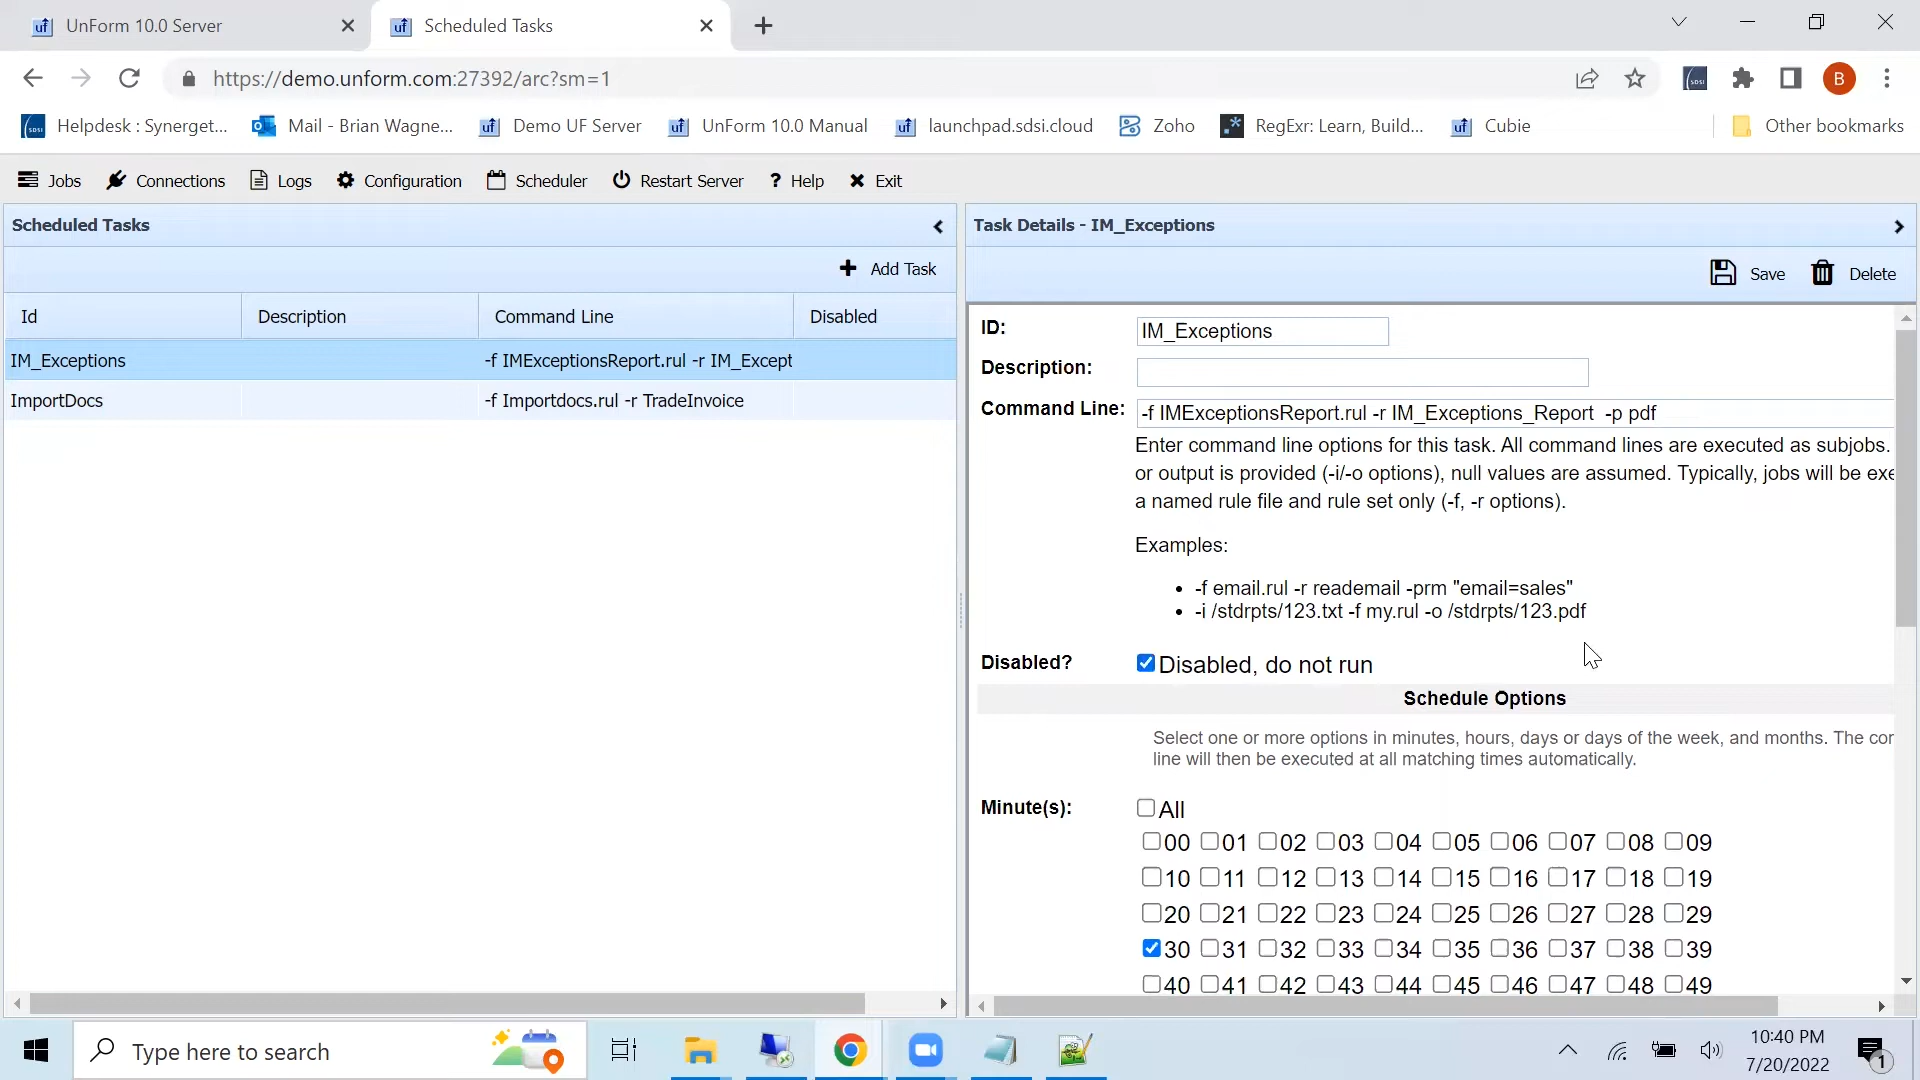 UnForm 10.0 Server
Scheduled Tasks
https://demo.unform.com:27392/arc?sm=1
B
Helpdesk : Synerget...
Mail - Brian Wagne...
Demo UF Server
UnForm 10.0 Manual
launchpad.sdsi.cloud
Zoho
RegExr: Learn, Build...
Cubie
Other bookmarks
Jobs
Connections
Logs
Configuration
Scheduler
Restart Server
? Help
Exit
Scheduled Tasks
Add Task
Id Description Command Line Disabled
IM_Exceptions -f IMExceptionsReport.rul -r IM_Except
ImportDocs -f Importdocs.rul -r TradeInvoice
Task Details - IM_Exceptions
Save
Delete
ID: IM_Exceptions
Description:
Command Line: -f IMExceptionsReport.rul -r IM_Exceptions_Report -p pdf
Enter command line options for this task. All command lines are executed as subjobs.
or output is provided (-i/-o options), null values are assumed. Typically, jobs will be exe
a named rule file and rule set only (-f, -r options).
Examples:
• -f email.rul -r reademail -prm "email=sales"
• -i /stdrpts/123.txt -f my.rul -o /stdrpts/123.pdf
Disabled? Disabled, do not run
Schedule Options
Select one or more options in minutes, hours, days or days of the week, and months. The cor
line will then be executed at all matching times automatically.
Minute(s): All
00 01 02 03 04 05 06 07 08 09
10 11 12 13 14 15 16 17 18 19
20 21 22 23 24 25 26 27 28 29
30 31 32 33 34 35 36 37 38 39
40 41 42 43 44 45 46 47 48 49
Type here to search
10:40 PM
7/20/2022
1